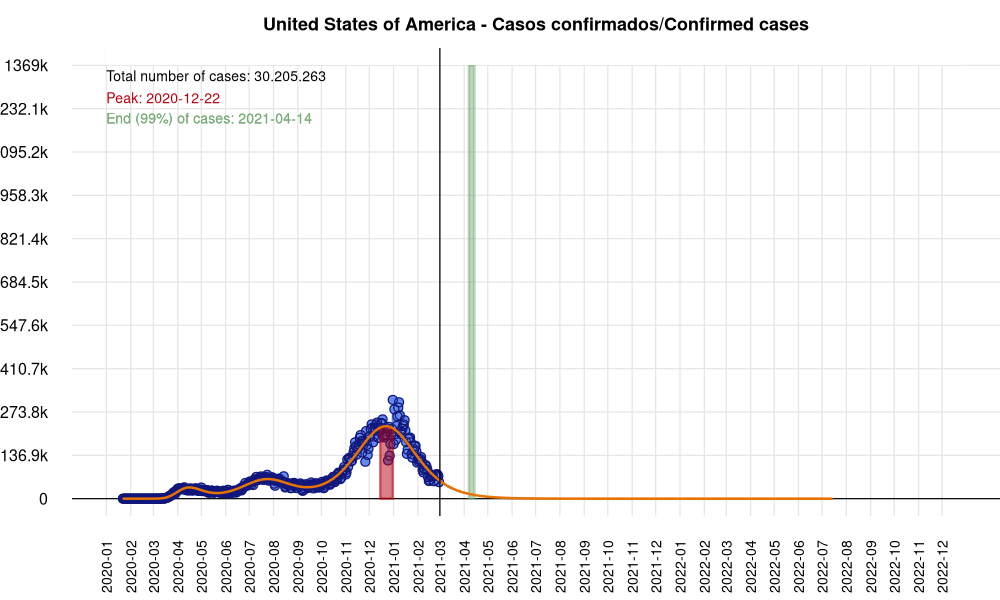 United States of America - Casos confirmados/Confirmed cases
1369k
Total number of cases: 30.205.263
Peak: 2020-12-22
232.1k
End (99%) of cases: 2021-04-14
095.2k
958.3k
821.4k
684.5k
547.6k
410.7k
273.8k
136.9k
0
2020-01
2020-02
2020-03
2020-04
2020-05
2020-06
2020-07
2020-08
2020-09
2020-10
2020-11
2020-12
2021-01
2021-02
2021-03
2021-04
2021-05
2021-06
2021-07
2021-08
2021-09
2021-10
2021-11
2021-12
2022-01
2022-02
2022-03
2022-04
2022-05
2022-06
2022-07
2022-08
2022-09
2022-10
2022-11
2022-12